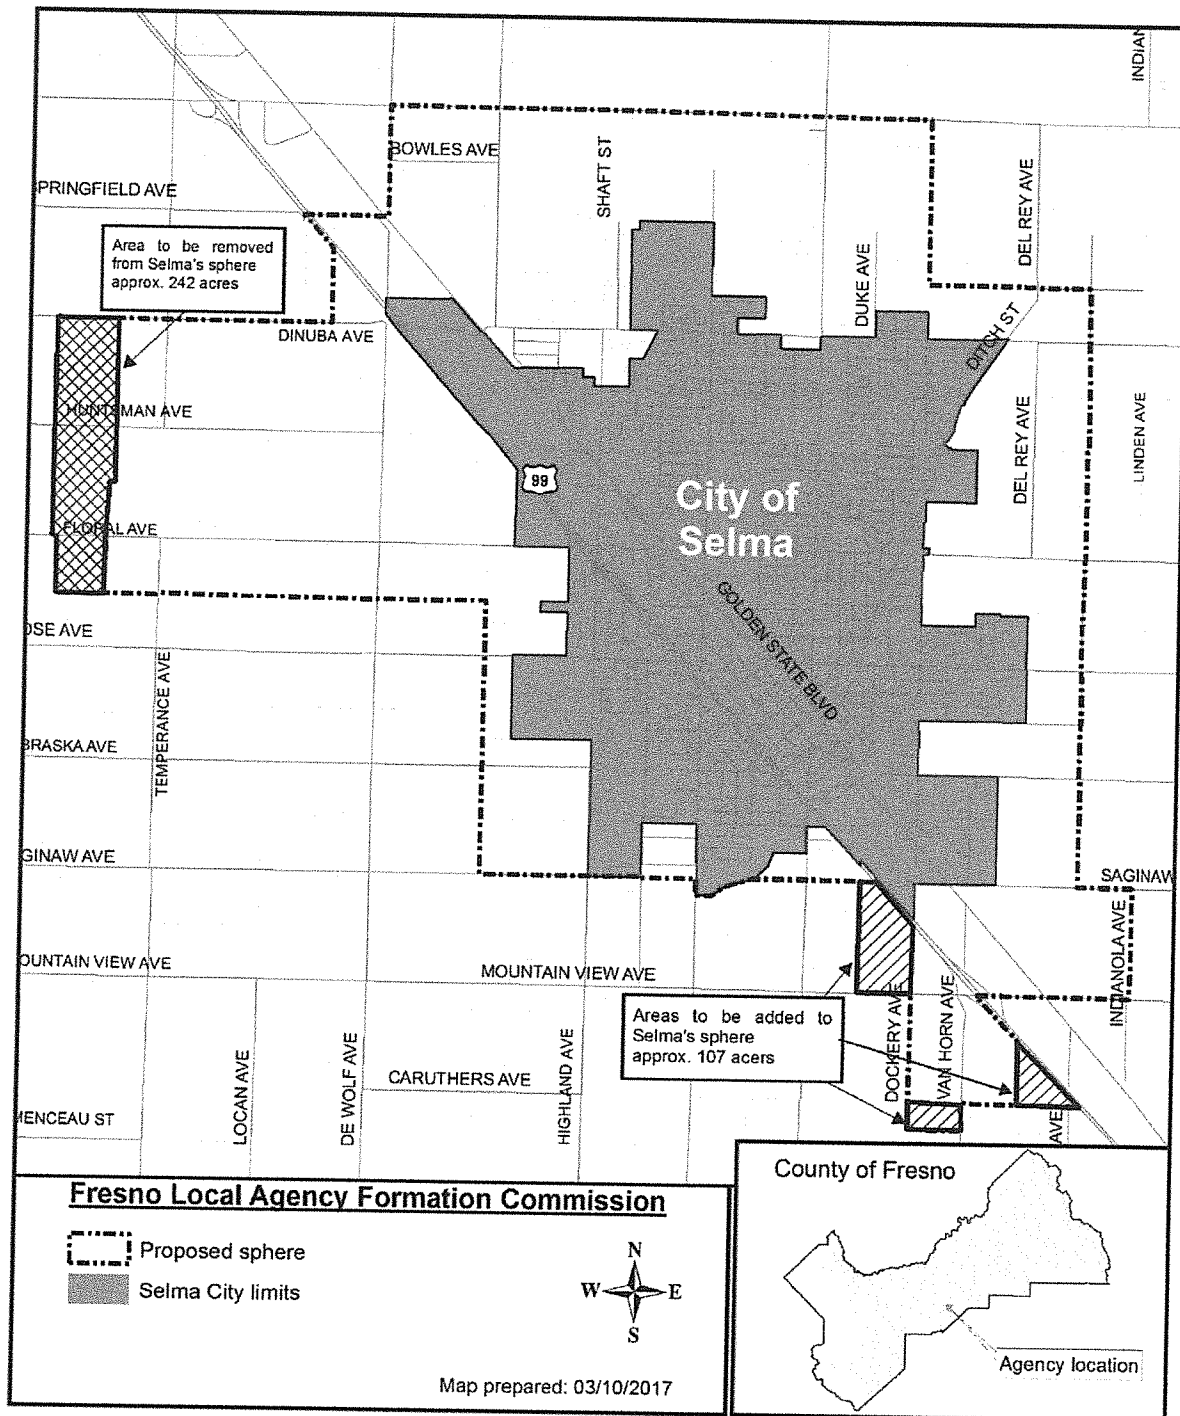 INDIAN
BOWLES AVE
SHAFT ST
PRINGFIELD AVE
DEL REY AVE
Area to be removed
from Selma's sphere
approx. 242 acres
DUKE AVE
DINUBA AVE
DITCH ST
HUNTSMAN AVE
DEL REY AVE
LINDEN AVE
99
City of
Selma
FLORAL AVE
GOLDEN STATE BLVD
OSE AVE
TEMPERANCE AVE
BRASKA AVE
GINAW AVE
SAGINAW
INDIANOLA AVE
OUNTAIN VIEW AVE
MOUNTAIN VIEW AVE
Areas to be added to
Selma's sphere
approx. 107 acers
DOCKERY AVE
VAN HORN AVE
LOCAN AVE
DE WOLF AVE
CARUTHERS AVE
HIGHLAND AVE
MENCEAU ST
AVE
Fresno Local Agency Formation Commission
Proposed sphere
Selma City limits
N
W E
S
Map prepared: 03/10/2017
County of Fresno
Agency location